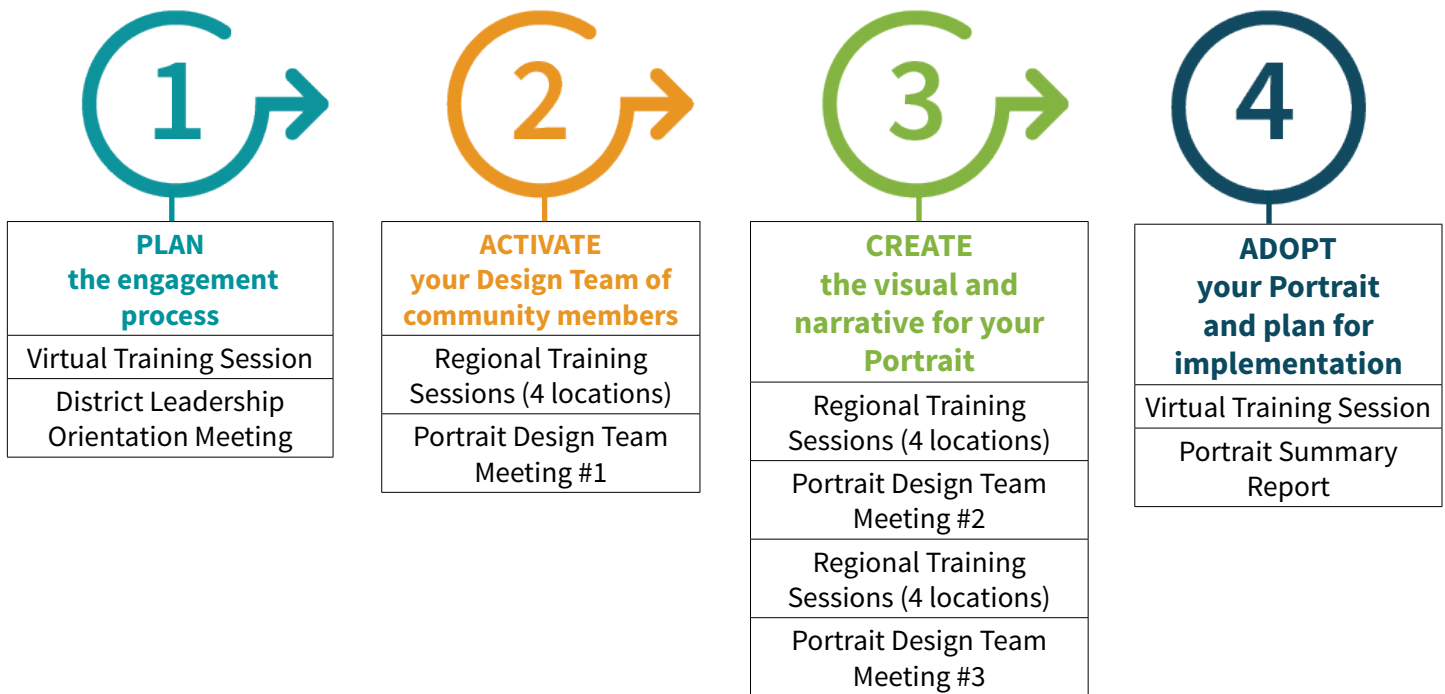 1
PLAN
the engagement
process
Virtual Training Session
District Leadership
Orientation Meeting
2
ACTIVATE
your Design Team of
community members
Regional Training
Sessions (4 locations)
Portrait Design Team
Meeting #1
3
CREATE
the visual and
narrative for your
Portrait
Regional Training
Sessions (4 locations)
Portrait Design Team
Meeting #2
Regional Training
Sessions (4 locations)
Portrait Design Team
Meeting #3
4
ADOPT
your Portrait
and plan for
implementation
Virtual Training Session
Portrait Summary
Report